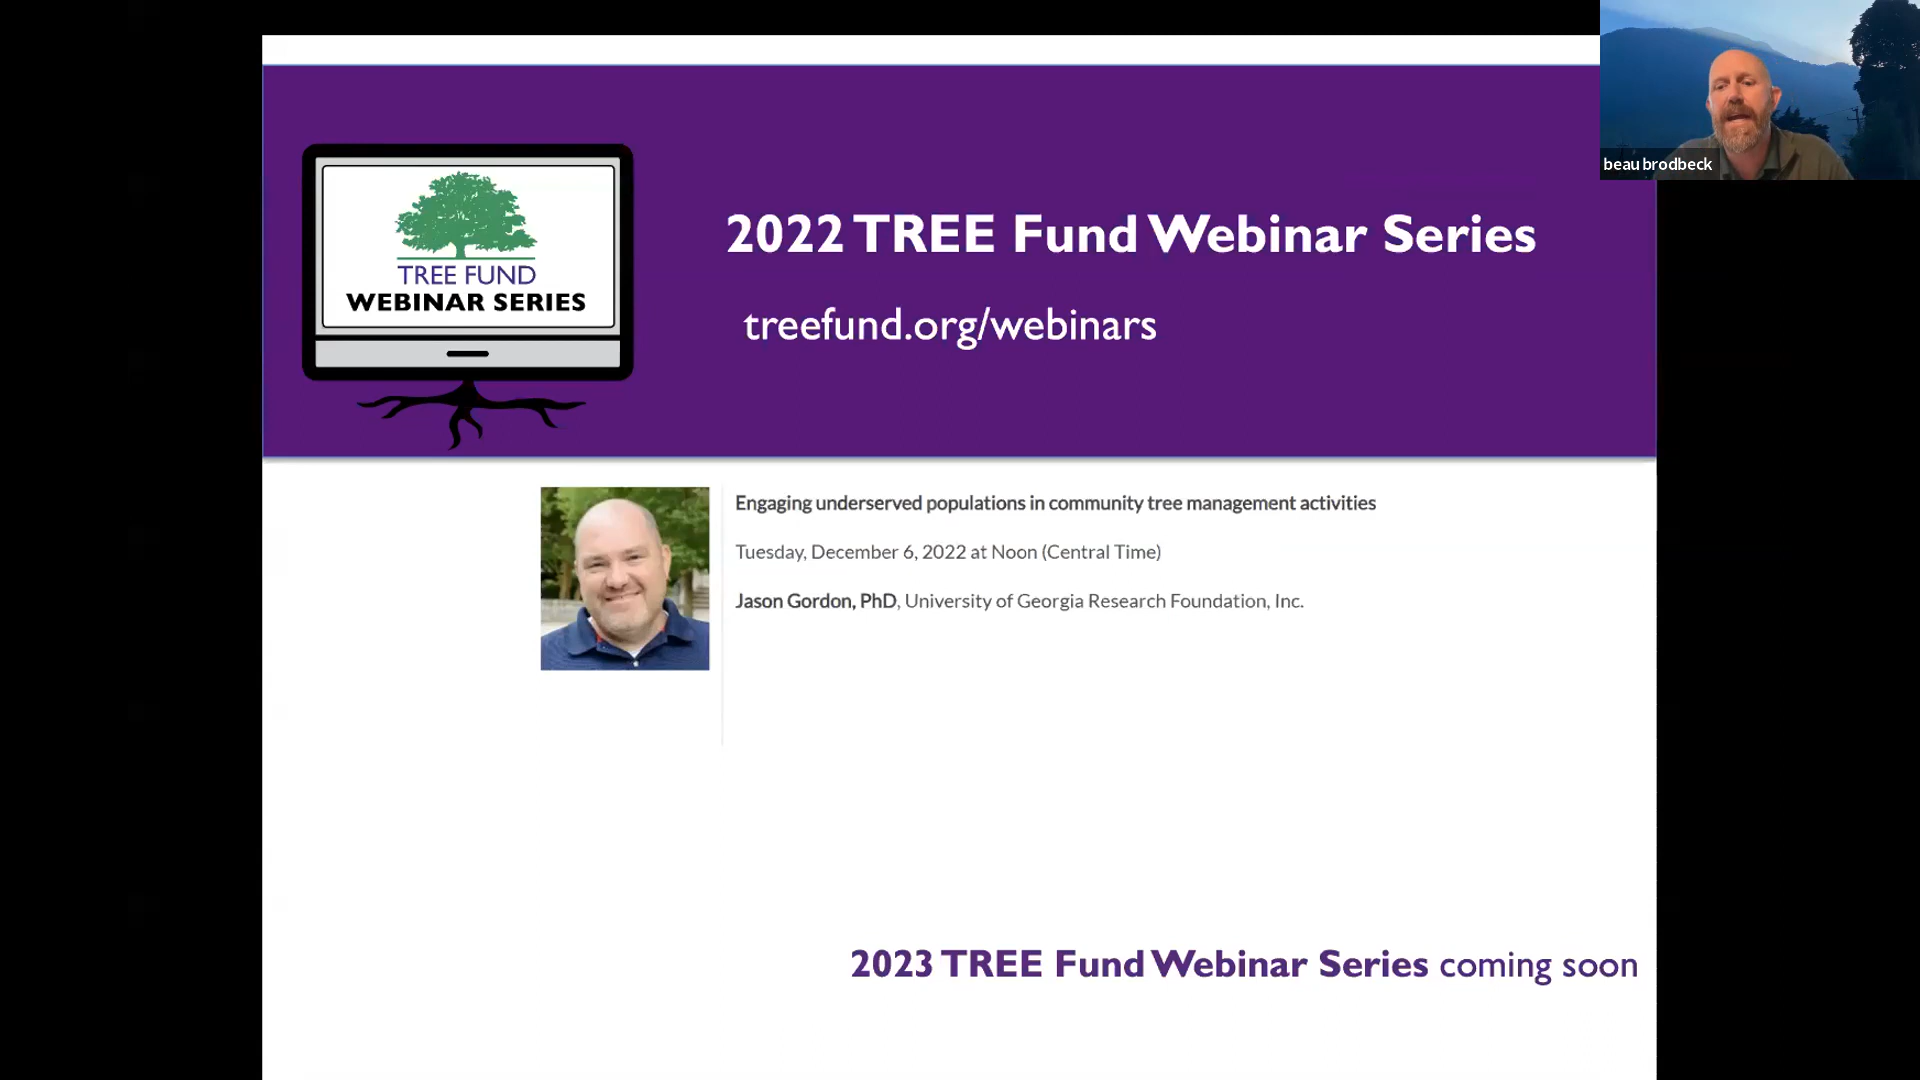 beau brodbeck
TREE FUND
WEBINAR SERIES
2022 TREE Fund Webinar Series
treefund.org/webinars
Engaging underserved populations in community tree management activities
Tuesday, December 6, 2022 at Noon (Central Time)
Jason Gordon, PhD, University of Georgia Research Foundation, Inc.
2023 TREE Fund Webinar Series coming soon